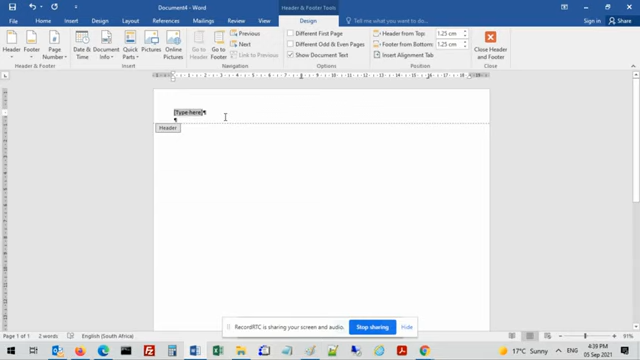 Document4 - Word
Header & Footer Tools
Sign in
Share
File
Home
Insert
Design
Layout
References
Mailings
Review
View
Design
Tell me what you want to do...
Header
Footer
Page Number
Header & Footer
Date & Time
Document Info
Quick Parts
Pictures
Online Pictures
Insert
Go to Header
Go to Footer
Previous
Next
Link to Previous
Navigation
Different First Page
Different Odd & Even Pages
Show Document Text
Options
Header from Top: 1.25 cm
Footer from Bottom: 1.25 cm
Insert Alignment Tab
Position
Close Header and Footer
Close
[Type here]¶
¶
Header
RecordRTC is sharing your screen and audio.
Stop sharing
Hide
Page 1 of 1
2 words
English (South Africa)
91%
17°C Sunny
ENG
4:39 PM
05 Sep 2021